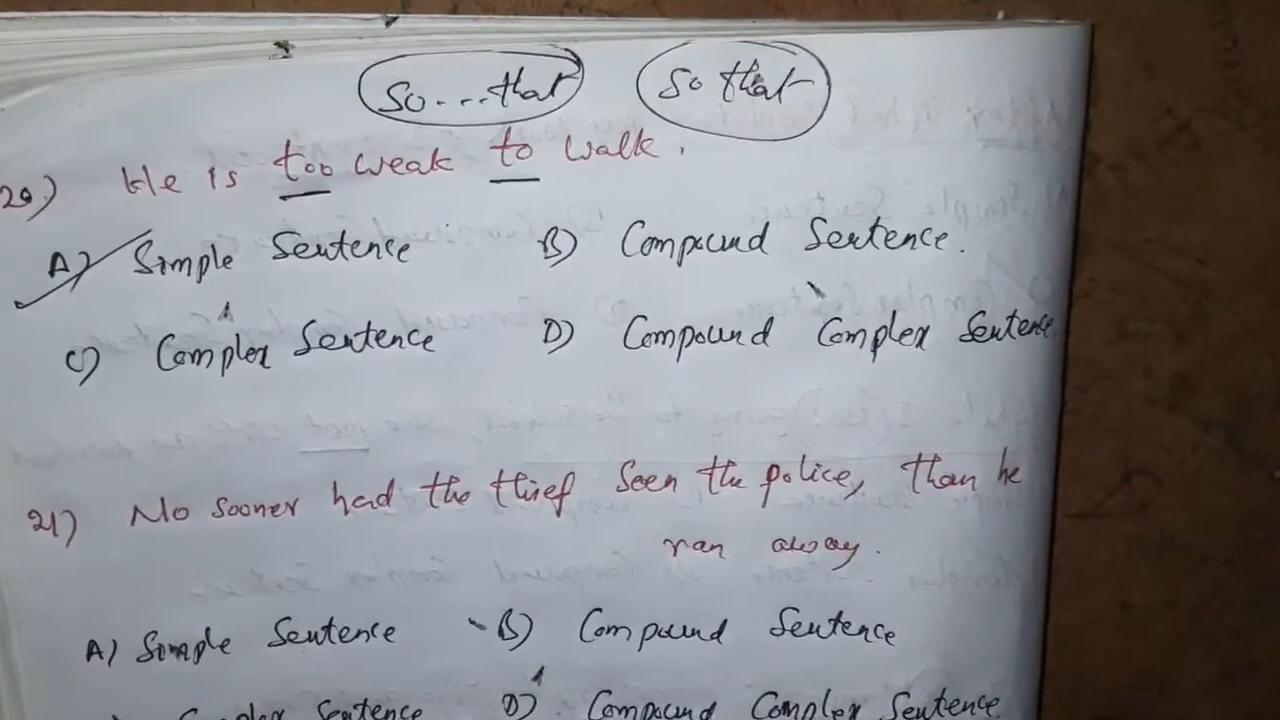 So....that So that
20) He is too weak to walk.
A) Simple Sentence B) Compound Sentence.
C) Complex Sentence D) Compound Complex Sentence
21) No sooner had the thief seen the police, than he
ran away.
A) Simple Sentence B) Compound Sentence
Sentence D) Compound Complex Sentence